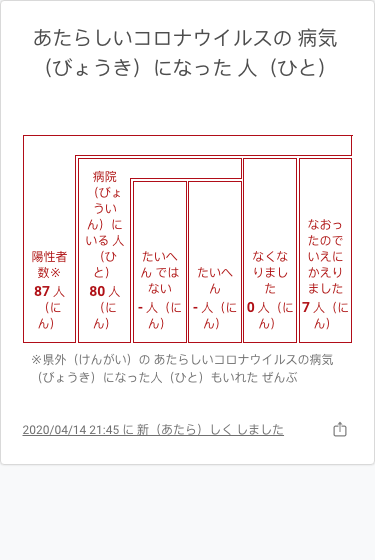 あたらしいコロナウイルスの 病気
（びょうき）になった 人（ひと）
陽性者
数※
87 人
（に
ん）
病院
（びょ
うい
ん）に
いる 人
（ひ
と）
80 人
（に
ん）
たいへ
ん では
ない
- 人（に
ん）
たいへ
ん
- 人（に
ん）
なくな
りまし
た
0 人（に
ん）
なおっ
たので
いえに
かえり
ました
7 人（に
ん）
※県外（けんがい）の あたらしいコロナウイルスの病気
（びょうき）になった人（ひと）もいれた ぜんぶ
2020/04/14 21:45 に 新（あたら）しく しました